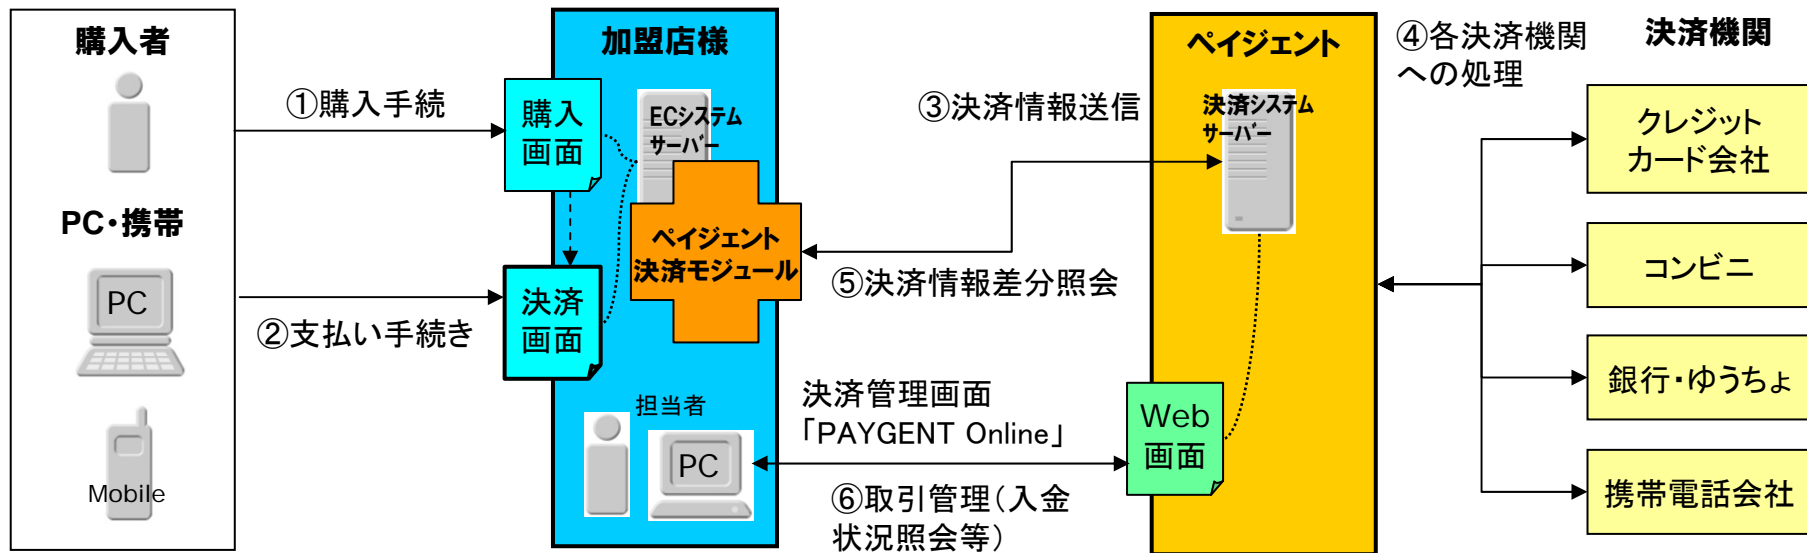 購入者
PC・携帯
PC
Mobile
①購入手続
②支払い手続き
加盟店様
購入
画面
決済
画面
ECシステム
サーバー
ペイジェント
決済モジュール
担当者
PC
③決済情報送信
⑤決済情報差分照会
決済管理画面
「PAYGENT Online」
⑥取引管理(入金
状況照会等)
ペイジェント
決済システム
サーバー
Web
画面
④各決済機関
への処理
決済機関
クレジット
カード会社
コンビニ
銀行・ゆうちょ
携帯電話会社